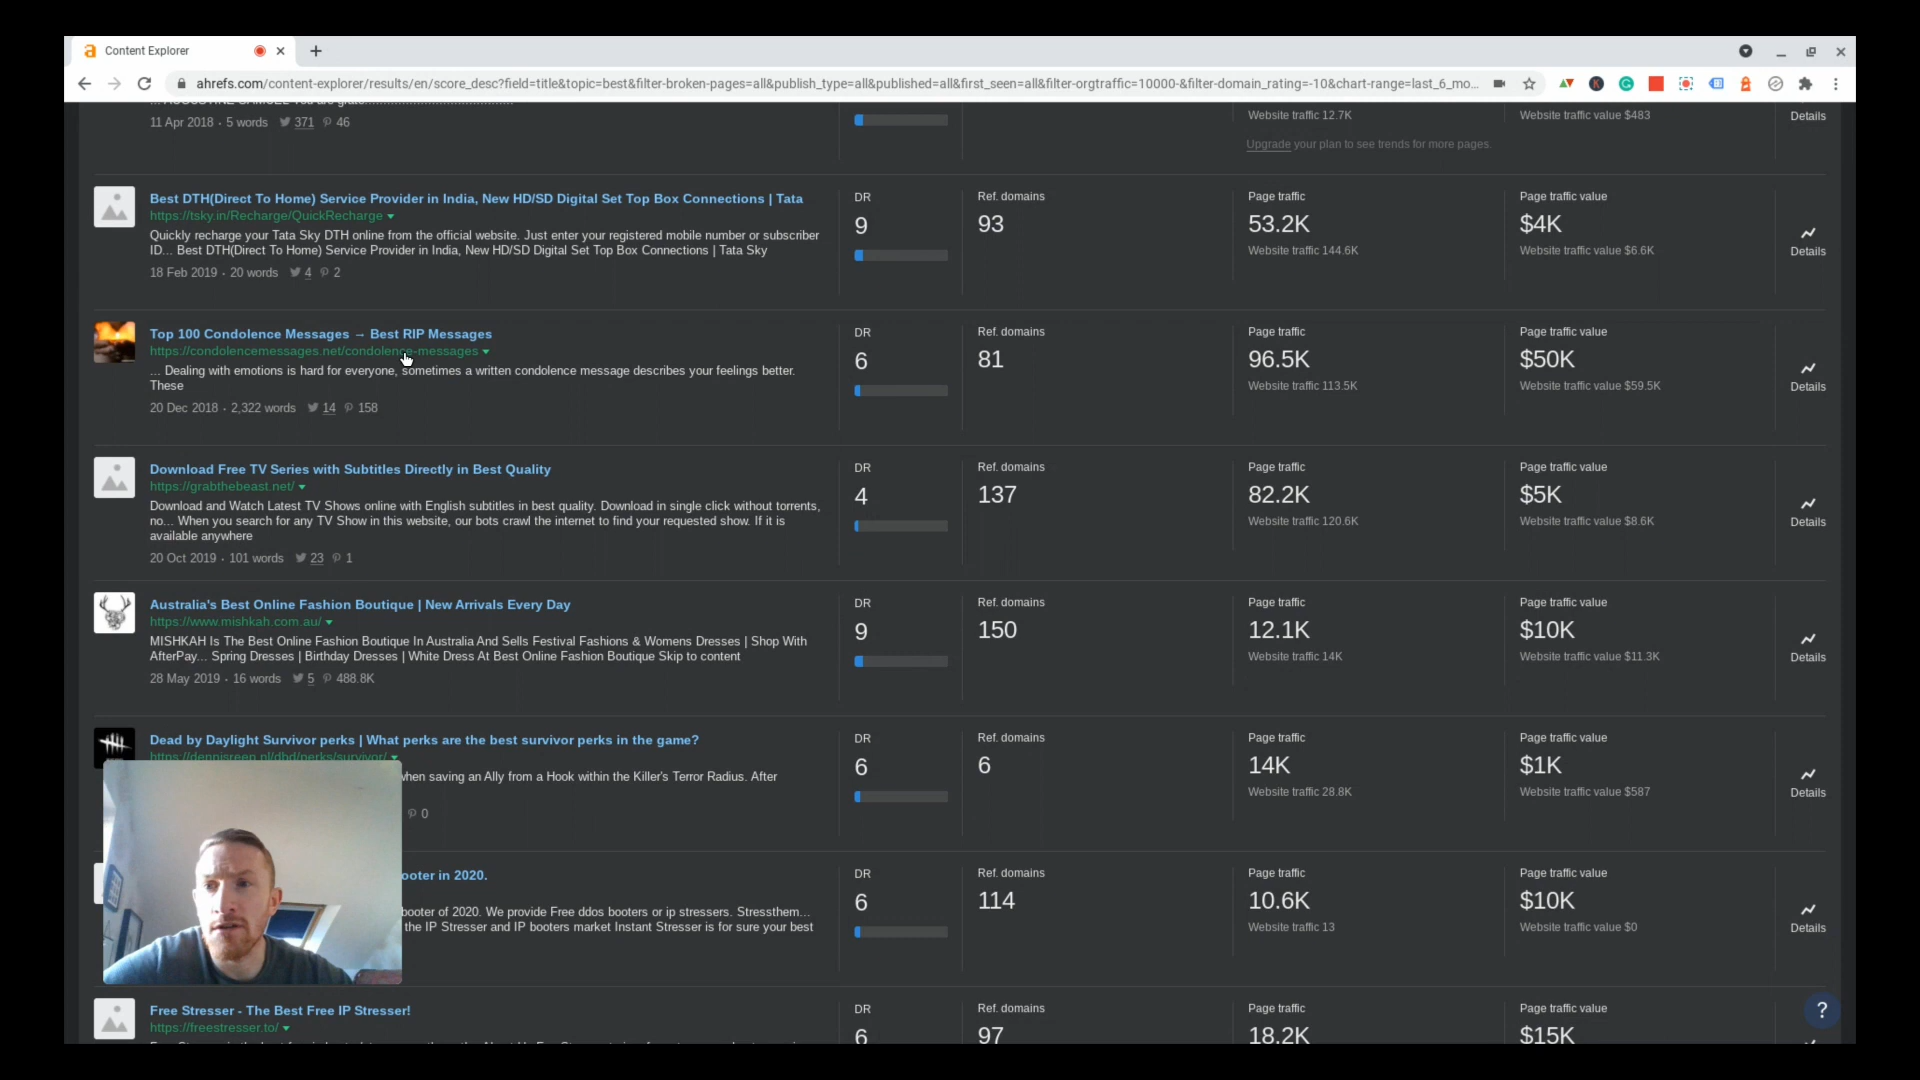 Content Explorer
ahrefs.com/content-explorer/results/en/score_desc?field=title&topic=best&filter-broken-pages=all&publish_type=all&published=all&first_seen=all&filter-orgtraffic=10000-&filter-domain_rating=-10&chart-range=last_6_mo...
11 Apr 2018 · 5 words 371 46
Website traffic 12.7K
Website traffic value $483
Details
Upgrade your plan to see trends for more pages.
Best DTH(Direct To Home) Service Provider in India, New HD/SD Digital Set Top Box Connections | Tata
https://tsky.in/Recharge/QuickRecharge
Quickly recharge your Tata Sky DTH online from the official website. Just enter your registered mobile number or subscriber
ID... Best DTH(Direct To Home) Service Provider in India, New HD/SD Digital Set Top Box Connections | Tata Sky
18 Feb 2019 · 20 words 4 2
DR
9
Ref. domains
93
Page traffic
53.2K
Website traffic 144.6K
Page traffic value
$4K
Website traffic value $6.6K
Details
Top 100 Condolence Messages → Best RIP Messages
https://condolencemessages.net/condolence-messages
... Dealing with emotions is hard for everyone, sometimes a written condolence message describes your feelings better.
These
20 Dec 2018 · 2,322 words 14 158
DR
6
Ref. domains
81
Page traffic
96.5K
Website traffic 113.5K
Page traffic value
$50K
Website traffic value $59.5K
Details
Download Free TV Series with Subtitles Directly in Best Quality
https://grabthebeast.net/
Download and Watch Latest TV Shows online with English subtitles in best quality. Download in single click without torrents,
no... When you search for any TV Show in this website, our bots crawl the internet to find your requested show. If it is
available anywhere
20 Oct 2019 · 101 words 23 1
DR
4
Ref. domains
137
Page traffic
82.2K
Website traffic 120.6K
Page traffic value
$5K
Website traffic value $8.6K
Details
Australia's Best Online Fashion Boutique | New Arrivals Every Day
https://www.mishkah.com.au/
MISHKAH Is The Best Online Fashion Boutique In Australia And Sells Festival Fashions & Womens Dresses | Shop With
AfterPay... Spring Dresses | Birthday Dresses | White Dress At Best Online Fashion Boutique Skip to content
28 May 2019 · 16 words 5 488.8K
DR
9
Ref. domains
150
Page traffic
12.1K
Website traffic 14K
Page traffic value
$10K
Website traffic value $11.3K
Details
Dead by Daylight Survivor perks | What perks are the best survivor perks in the game?
https://dennisreep.nl/dbd/perks/survivor/
when saving an Ally from a Hook within the Killer's Terror Radius. After
0
DR
6
Ref. domains
6
Page traffic
14K
Website traffic 28.8K
Page traffic value
$1K
Website traffic value $587
Details
ooter in 2020.
booter of 2020. We provide Free ddos booters or ip stressers. Stressthem...
the IP Stresser and IP booters market Instant Stresser is for sure your best
DR
6
Ref. domains
114
Page traffic
10.6K
Website traffic 13
Page traffic value
$10K
Website traffic value $0
Details
Free Stresser - The Best Free IP Stresser!
https://freestresser.to/
DR
6
Ref. domains
97
Page traffic
18.2K
Page traffic value
$15K
?